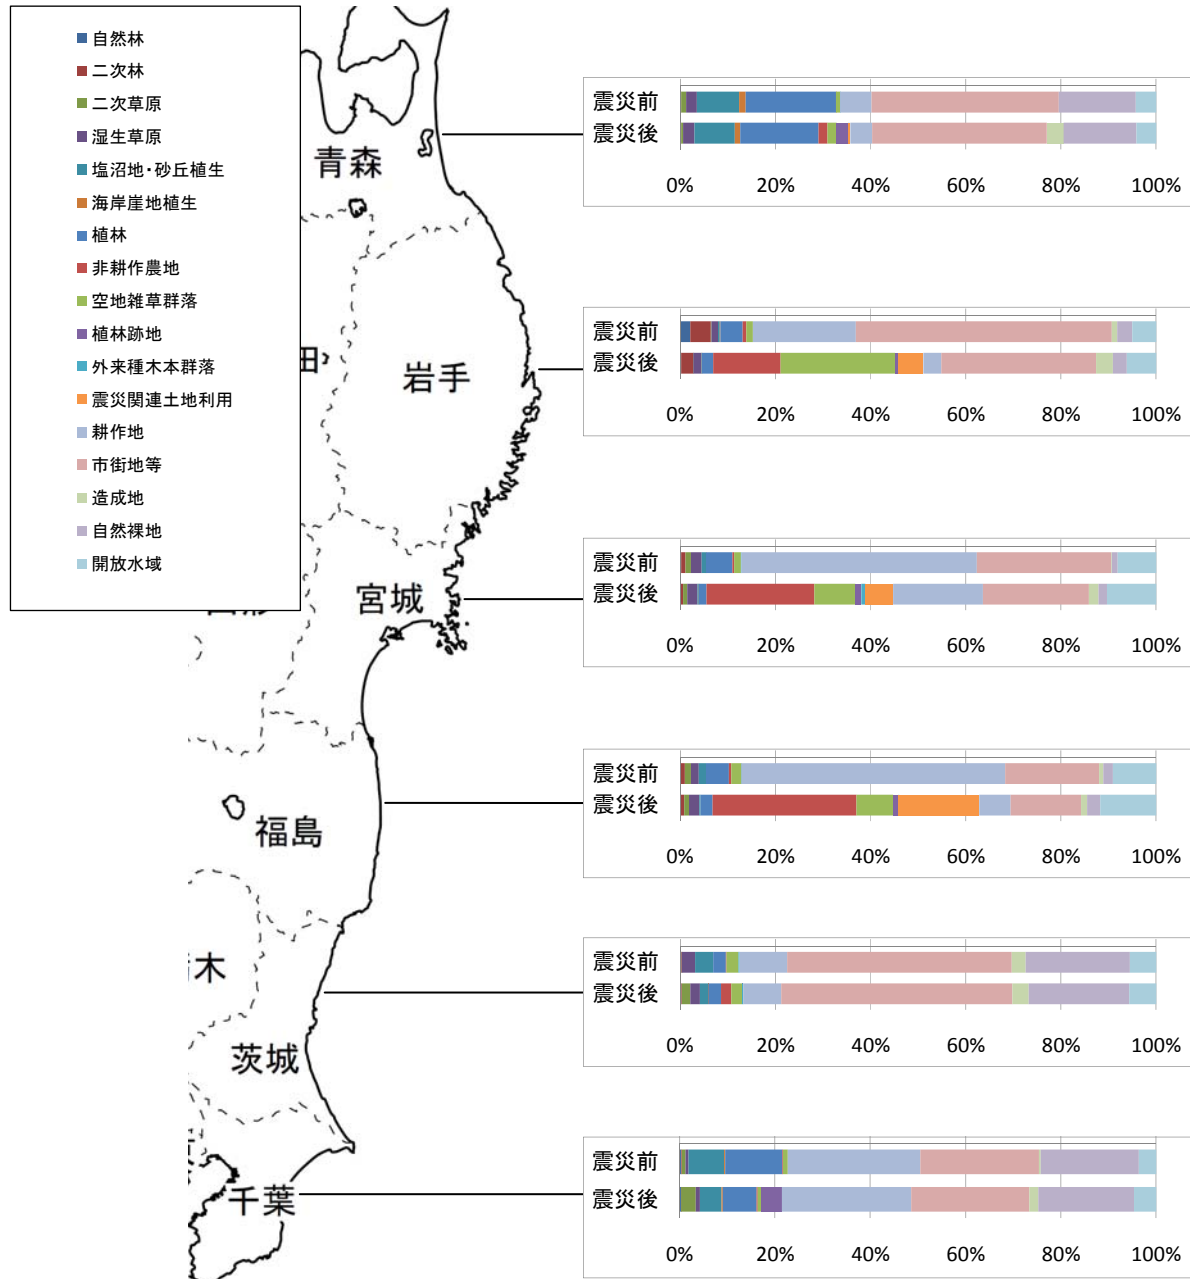 自然林
二次林
二次草原
湿生草原
塩沼地・砂丘植生
海岸崖地植生
植林
非耕作農地
空地雑草群落
植林跡地
外来種木本群落
震災関連土地利用
耕作地
市街地等
造成地
自然裸地
開放水域
青森
震災前
震災後
0% 20% 40% 60% 80% 100%
田
岩手
震災前
震災後
0% 20% 40% 60% 80% 100%
宮城
震災前
震災後
0% 20% 40% 60% 80% 100%
福島
震災前
震災後
0% 20% 40% 60% 80% 100%
木
茨城
震災前
震災後
0% 20% 40% 60% 80% 100%
千葉
震災前
震災後
0% 20% 40% 60% 80% 100%